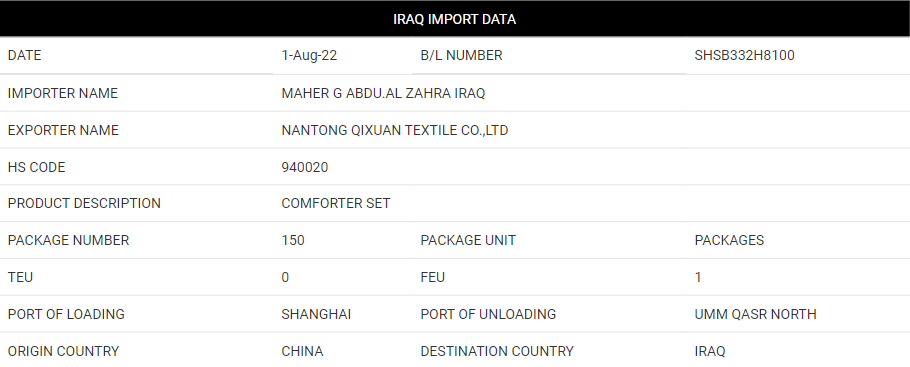 IRAQ IMPORT DATA
DATE 1-Aug-22 B/L NUMBER SHSB332H8100
IMPORTER NAME MAHER G ABDU.AL ZAHRA IRAQ
EXPORTER NAME NANTONG QIXUAN TEXTILE CO.,LTD
HS CODE 940020
PRODUCT DESCRIPTION COMFORTER SET
PACKAGE NUMBER 150 PACKAGE UNIT PACKAGES
TEU 0 FEU 1
PORT OF LOADING SHANGHAI PORT OF UNLOADING UMM QASR NORTH
ORIGIN COUNTRY CHINA DESTINATION COUNTRY IRAQ